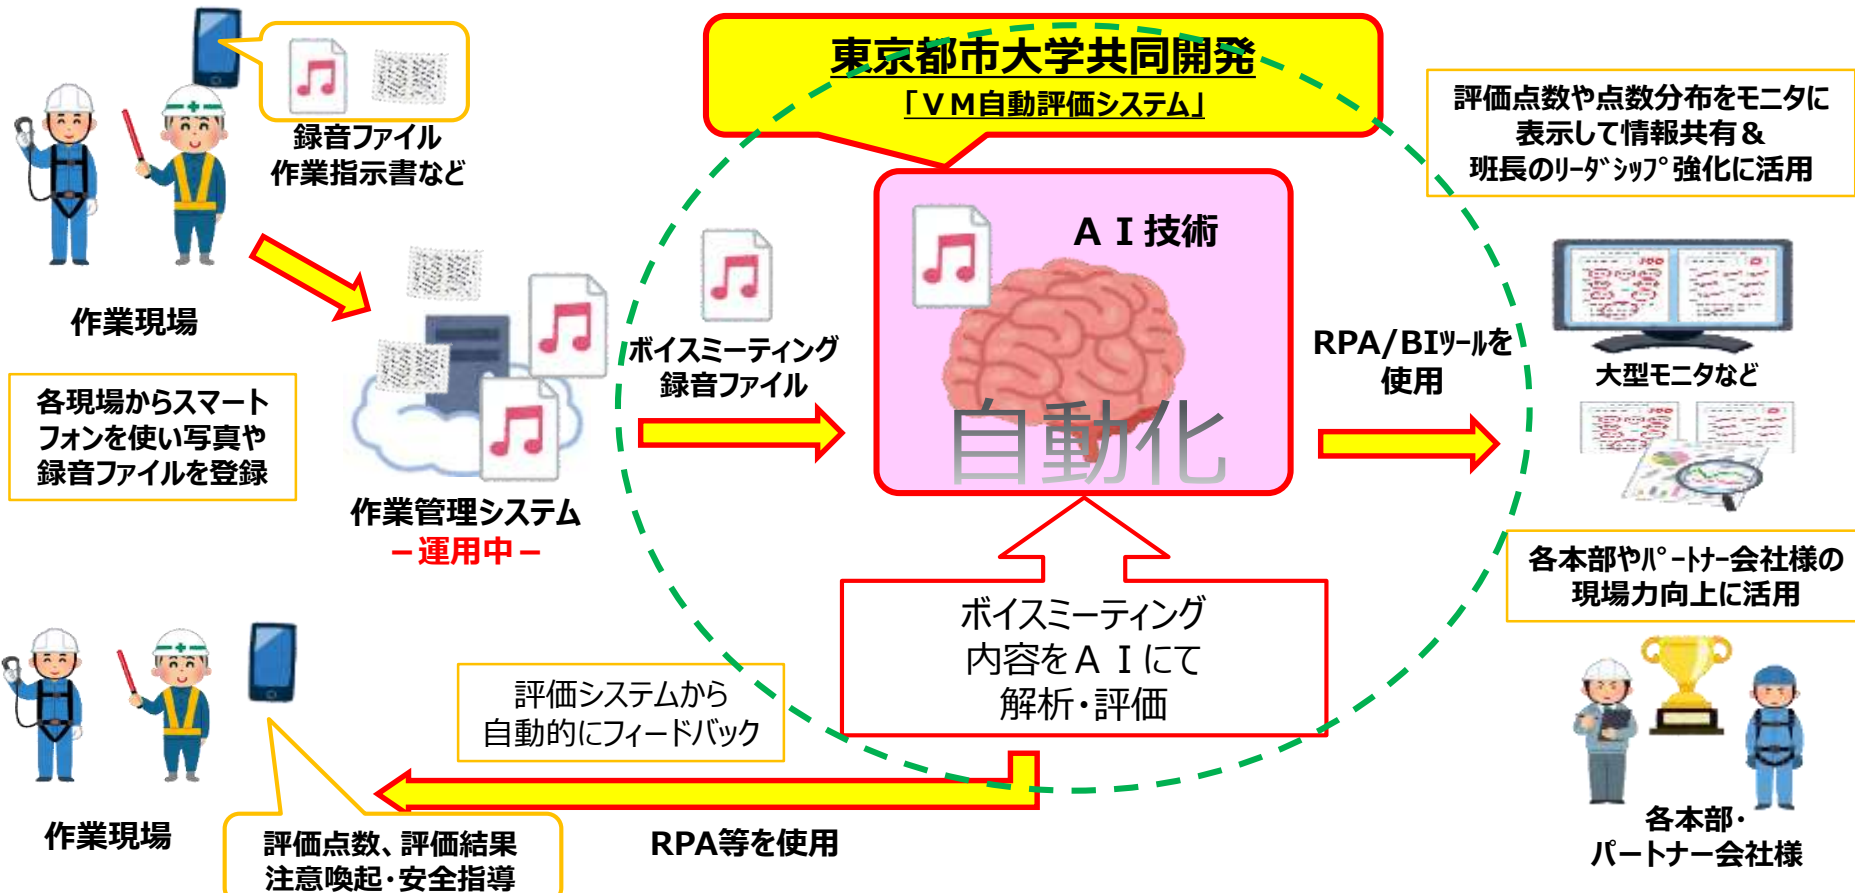 録音ファイル
作業指示書など
作業現場
各現場からスマート
フォンを使い写真や
録音ファイルを登録
作業管理システム
－運用中－
ボイスミーティング
録音ファイル
東京都市大学共同開発
「ＶＭ自動評価システム」
ＡＩ技術
自動化
ボイスミーティング
内容をＡＩにて
解析・評価
RPA/BIﾂｰﾙを
使用
評価点数や点数分布をモニタに
表示して情報共有＆
班長のﾘｰﾀﾞｼｯﾌﾟ強化に活用
大型モニタなど
各本部やﾊﾟｰﾄﾅｰ会社様の
現場力向上に活用
各本部・
パートナー会社様
評価システムから
自動的にフィードバック
RPA等を使用
作業現場
評価点数、評価結果
注意喚起・安全指導